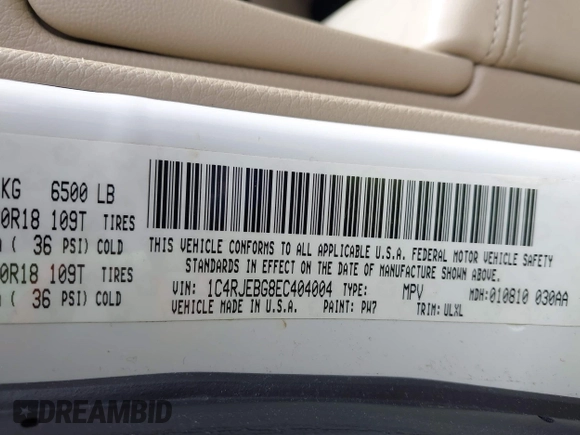 KG 6500 LB
0R18 109T TIRES
( 36 PSI) COLD
0R18 109T TIRES
( 36 PSI) COLD
THIS VEHICLE CONFORMS TO ALL APPLICABLE U.S.A. FEDERAL MOTOR VEHICLE SAFETY
STANDARDS IN EFFECT ON THE DATE OF MANUFACTURE SHOWN ABOVE.
VIN: 1C4RJEBG8EC404004 TYPE: MPV MDH: 010810 030AA
VEHICLE MADE IN U.S.A. PAINT: PW7 TRIM: ULXL
DREAMBID